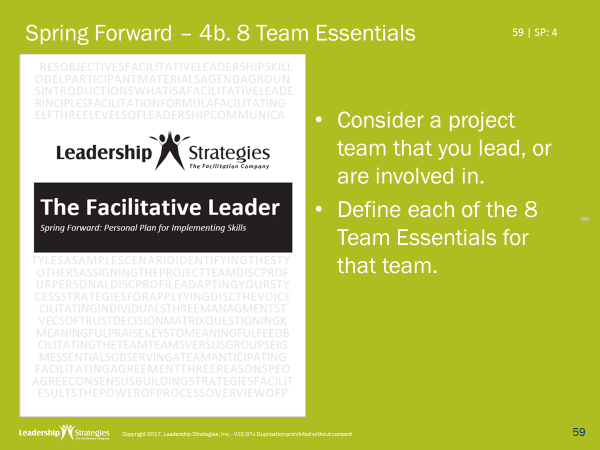 Spring Forward – 4b. 8 Team Essentials
59 | SP: 4
RESOBJECTIVESFACILITATIVELEADERSHIPSKILL
ODELPARTICIPANTMATERIALSAGENDAGROUN
SINTRODUCTIONSWHATISAFACILITATIVELEADE
RINCIPLESFACILITATIONFORMULAFACILITATING
ELFTHREELEVELSOFLEADERSHIPCOMMUNICA
Leadership Strategies
The Facilitation Company
The Facilitative Leader
Spring Forward: Personal Plan for Implementing Skills
TYLESASAMPLESCENARIOIDENTIFYINGTHESTY
OTHERSASSIGNINGTHEPROJECTTEAMDISCPROF
URPERSONALDISCPROFILEADAPTINGYOURSTY
CESSSTRATEGIESFORAPPLYYINGDISCTHEVOICE
CILITATINGINDIVIDUALSTHREEMANAGMENTST
VECSOFTRUSTDECISIONMATRIXQUESTIONINGK
MEANINGFULPRAISEKEYSTOMEANINGFULFEEDB
CILITATINGTHETEAMTEAMSVERSUSGROUPSEIG
MESSENTIALSOBSERVINGATEAMANTICIPATING
FACILITATINGAGREEMENTTHREEREASONSPEO
AGREECONSENSUSBUILDINGSTRATEGIESFACILIT
ESULTSTHEPOWEROFPROCESSOVERVIEWOFP
• Consider a project
team that you lead, or
are involved in.
• Define each of the 8
Team Essentials for
that team.
Leadership Strategies
The Facilitation Company
Copyright 2017, Leadership Strategies, Inc. - V15.07c Duplication prohibited without consent
59